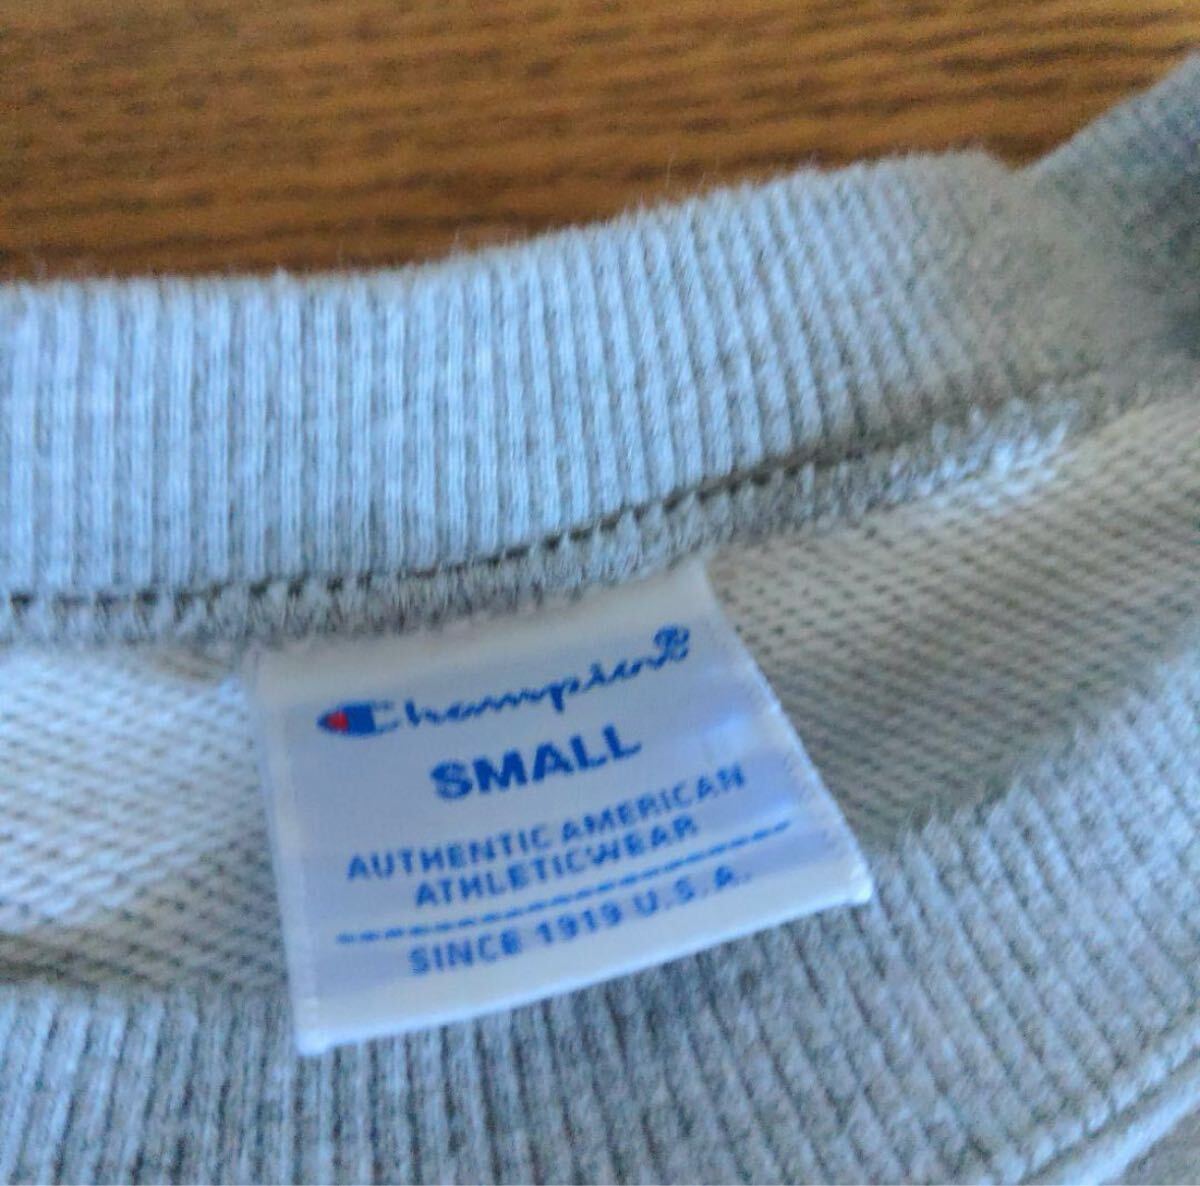 Champion
SMALL
AUTHENTIC AMERICAN
ATHLETICWEAR
SINCE 1919 U.S.A.